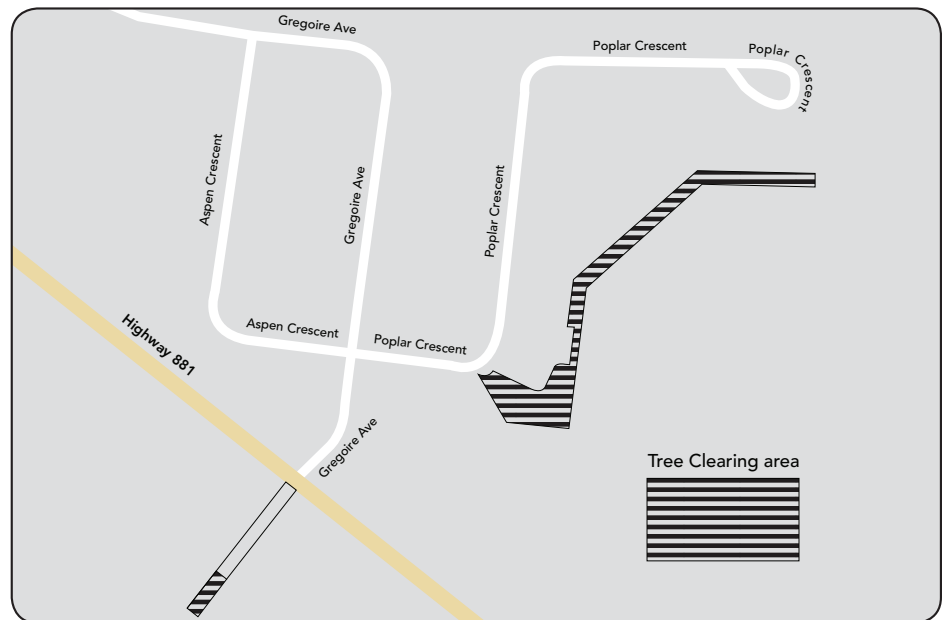 Gregoire Ave
Poplar Crescent
Poplar Crescent
Aspen Crescent
Gregoire Ave
Poplar Crescent
Aspen Crescent
Poplar Crescent
Highway 881
Gregoire Ave
Tree Clearing area